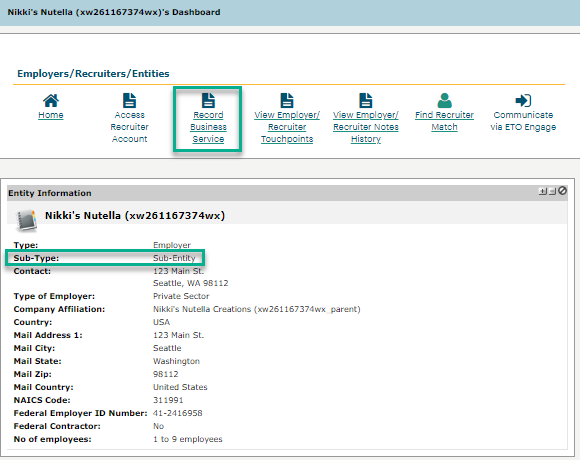 Nikki's Nutella (xw261167374wx)'s Dashboard
Employers/Recruiters/Entities
Home
Access
Recruiter
Account
Record
Business
Service
View Employer/
Recruiter
Touchpoints
View Employer/
Recruiter Notes
History
Find Recruiter
Match
Communicate
via ETO Engage
Entity Information
Nikki's Nutella (xw261167374wx)
Type: Employer
Sub-Type: Sub-Entity
Contact: 123 Main St.
Seattle, WA 98112
Type of Employer: Private Sector
Company Affiliation: Nikki's Nutella Creations (xw261167374wx_parent)
Country: USA
Mail Address 1: 123 Main St.
Mail City: Seattle
Mail State: Washington
Mail Zip: 98112
Mail Country: United States
NAICS Code: 311991
Federal Employer ID Number: 41-2416958
Federal Contractor: No
No of employees: 1 to 9 employees